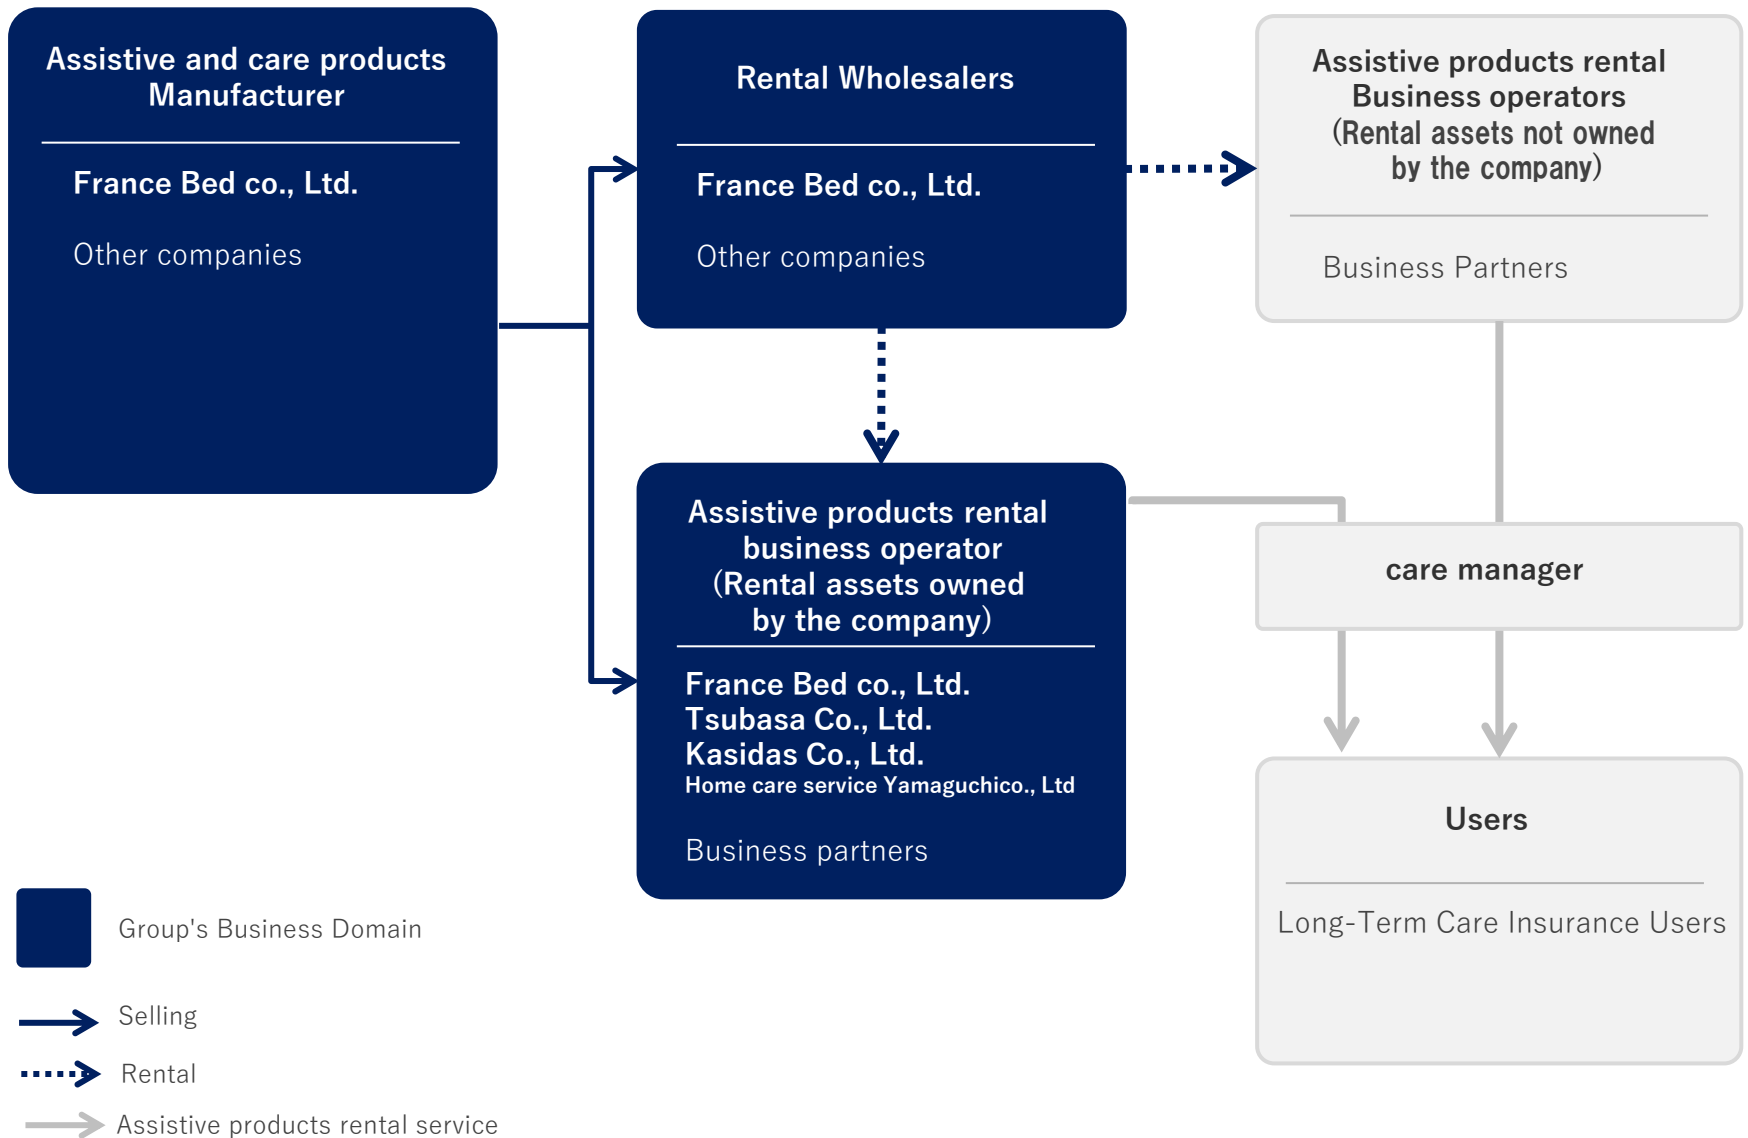 Assistive and care products
Manufacturer
France Bed co., Ltd.
Other companies
Rental Wholesalers
France Bed co., Ltd.
Other companies
Assistive products rental
Business operators
(Rental assets not owned
by the company)
Business Partners
Assistive products rental
business operator
(Rental assets owned
by the company)
France Bed co., Ltd.
Tsubasa Co., Ltd.
Kasidas Co., Ltd.
Home care service Yamaguchico., Ltd
Business partners
care manager
Users
Long-Term Care Insurance Users
Group's Business Domain
Selling
Rental
Assistive products rental service